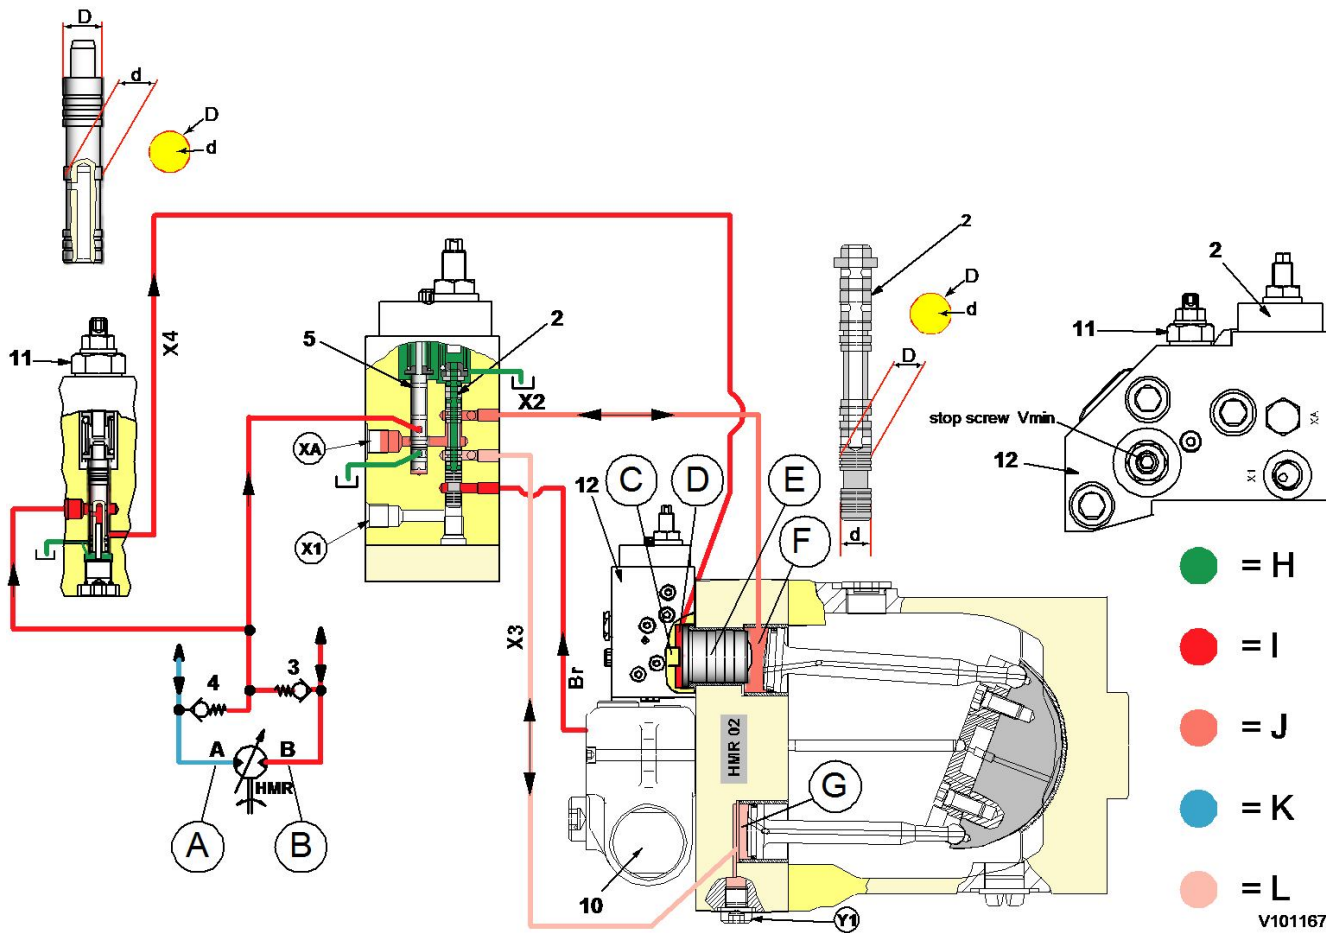 D
d
D
d
X4
11
5
2
X2
XA
X1
12
C
D
E
F
X3
Br
3
4
A
B
HMR
A
B
HMR 02
G
10
Y1
2
D
d
D
d
2
11
stop screw Vmin
12
XA
X1
= H
= I
= J
= K
= L
V101167